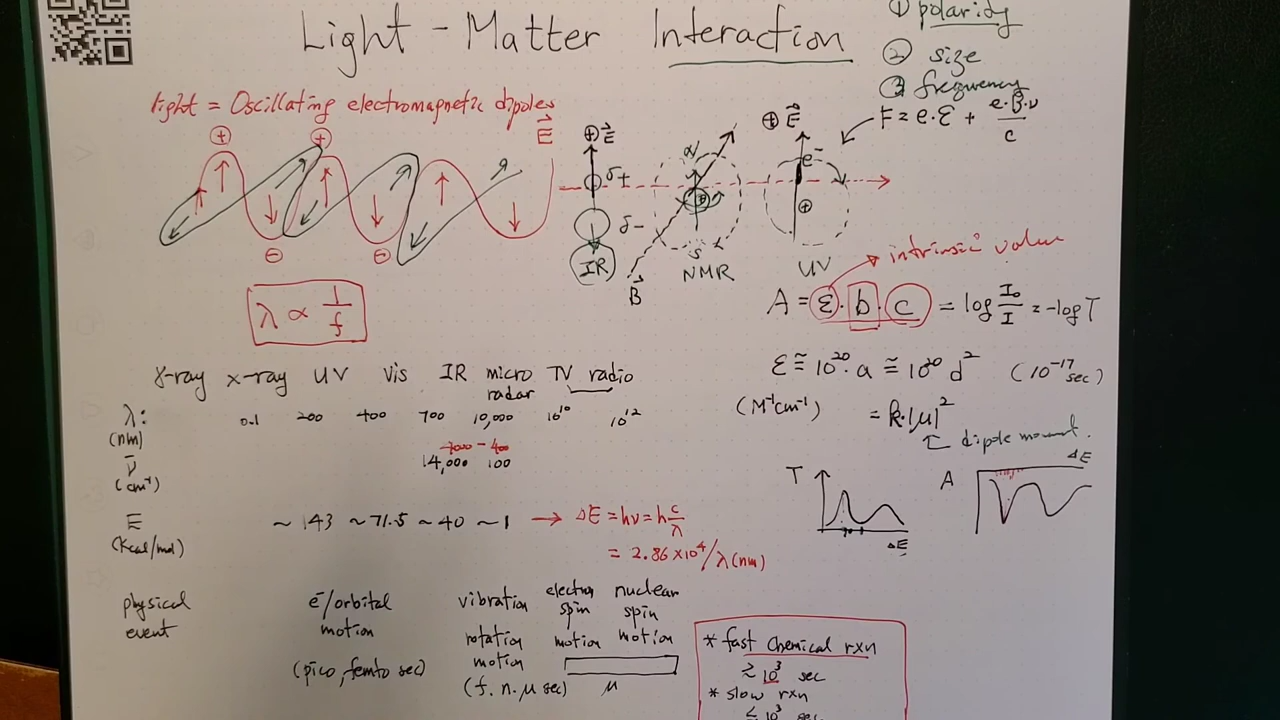 Light - Matter Interaction
① polarity
② size
③ frequency
light = Oscillating electromagnetic dipoles
E
⊕ E
⊕ E
F = e·ε + e·β·ν / c
⊕ ⊕
δ+
α
e⁻
δ-
⊕
⊖ ⊖
IR
B
NMR
UV
intrinsic value
λ ∝ 1/f
A = ε·b·c = log I₀/I = -log T
ε ≅ 10²⁰·a ≅ 10²⁰ d² (10⁻¹⁷ sec)
(M⁻¹cm⁻¹) = k·|μ|²
dipole moment.
γ-ray x-ray UV Vis IR micro radar TV radio
λ: (nm) 0.1 200 400 700 10,000 10¹⁰ 10¹²
ν̄ (cm⁻¹) 14,000 100
T
ΔE
A
ΔE
E (Kcal/mol) ~143 ~71.5 ~40 ~1 → ΔE = hν = h c/λ
= 2.86 × 10⁴/λ(nm)
physical event
e⁻/orbital motion
(pico, femto sec)
vibration
rotation
motion
(f. n. μ sec)
electron spin motion
nuclear spin motion
μ
* fast chemical rxn
≳ 10³ sec
* slow rxn
≤ 10³ sec